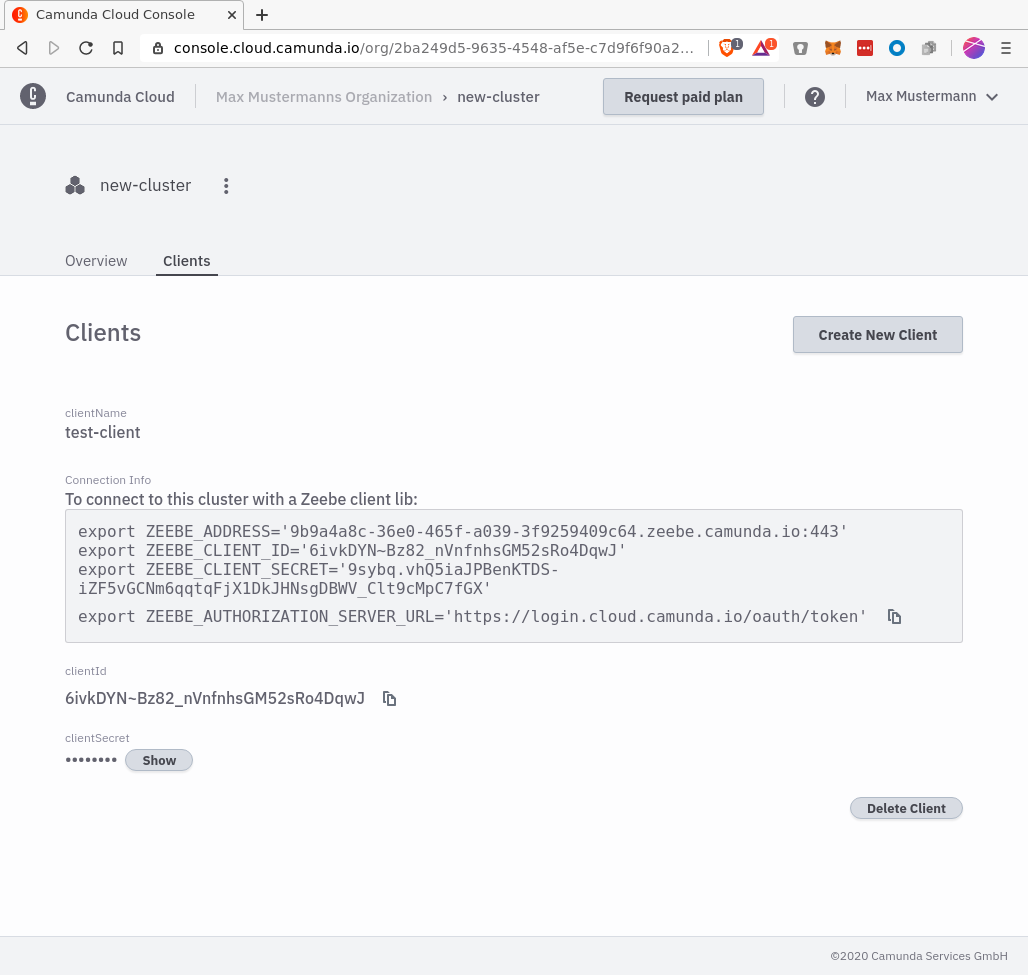 Camunda Cloud Console
console.cloud.camunda.io/org/2ba249d5-9635-4548-af5e-c7d9f6f90a2...
1
1
Camunda Cloud
Max Mustermanns Organization › new-cluster
Request paid plan
?
Max Mustermann
new-cluster
Overview
Clients
Clients
Create New Client
clientName
test-client
Connection Info
To connect to this cluster with a Zeebe client lib:
export ZEEBE_ADDRESS='9b9a4a8c-36e0-465f-a039-3f9259409c64.zeebe.camunda.io:443'
export ZEEBE_CLIENT_ID='6ivkDYN~Bz82_nVnfnhsGM52sRo4DqwJ'
export ZEEBE_CLIENT_SECRET='9sybq.vhQ5iaJPBenKTDS-
iZF5vGCNm6qqtqFjX1DkJHNsgDBWV_Clt9cMpC7fGX'
export ZEEBE_AUTHORIZATION_SERVER_URL='https://login.cloud.camunda.io/oauth/token'
clientId
6ivkDYN~Bz82_nVnfnhsGM52sRo4DqwJ
clientSecret
•••••••• Show
Delete Client
©2020 Camunda Services GmbH